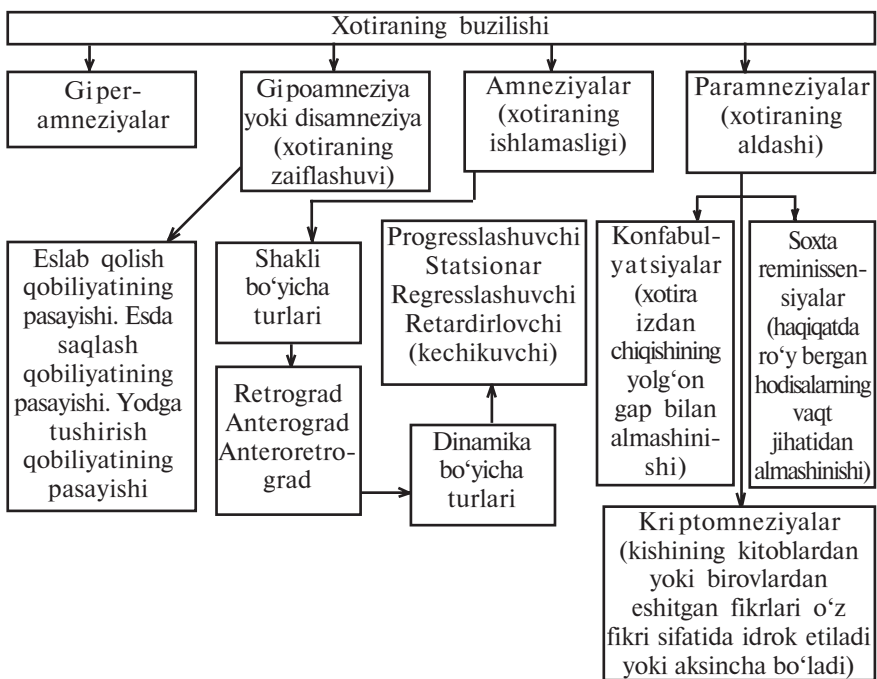 Xotiraning buzilishi
Giper-
amneziyalar
Gipoamneziya
yoki disamneziya
(xotiraning
zaiflashuvi)
Amneziyalar
(xotiraning
ishlamasligi)
Paramneziyalar
(xotiraning
aldashi)
Eslab qolish
qobiliyatining
pasayishi. Esda
saqlash
qobiliyatining
pasayishi. Yodga
tushirish
qobiliyatining
pasayishi
Shakli
bo‘yicha
turlari
Retrograd
Anterograd
Anteroretro-
grad
Progresslashuvchi
Statsionar
Regresslashuvchi
Retardirlovchi
(kechikuvchi)
Dinamika
bo‘yicha
turlari
Konfabul-
yatsiyalar
(xotira
izdan
chiqishining
yolg‘on
gap bilan
almashini-
shi)
Soxta
reminissen-
siyalar
(haqiqatda
ro‘y bergan
hodisalarning
vaqt
jihatidan
almashinishi)
Kriptomneziyalar
(kishining kitoblardan
yoki birovlardan
eshitgan fikrlari o‘z
fikri sifatida idrok etiladi
yoki aksincha bo‘ladi)